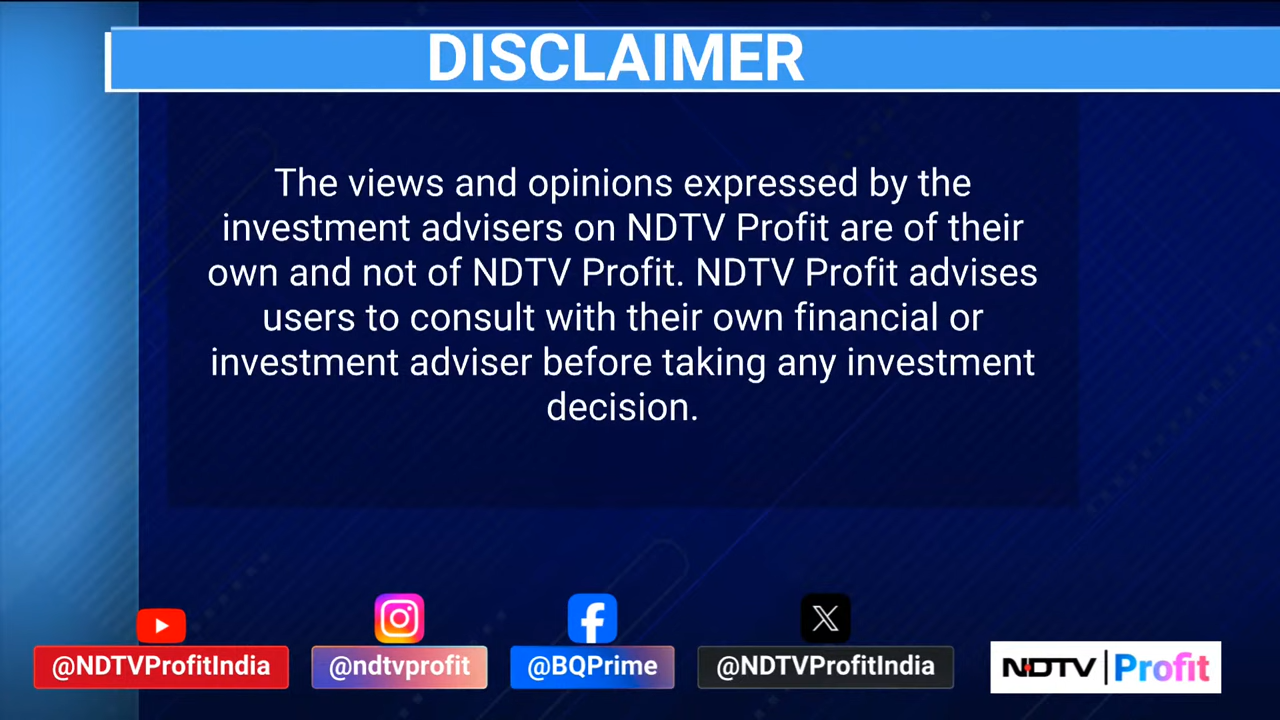 DISCLAIMER
The views and opinions expressed by the
investment advisers on NDTV Profit are of their
own and not of NDTV Profit. NDTV Profit advises
users to consult with their own financial or
investment adviser before taking any investment
decision.
@NDTVProfitIndia
@ndtvprofit
@BQPrime
@NDTVProfitIndia
NDTV Profit